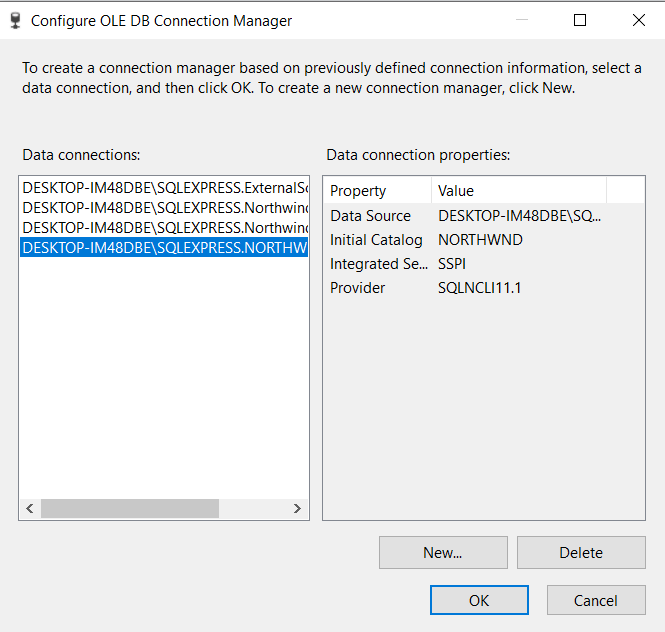 Configure OLE DB Connection Manager
To create a connection manager based on previously defined connection information, select a
data connection, and then click OK. To create a new connection manager, click New.
Data connections:
DESKTOP-IM48DBE\SQLEXPRESS.ExternalSo
DESKTOP-IM48DBE\SQLEXPRESS.Northwind
DESKTOP-IM48DBE\SQLEXPRESS.Northwind
DESKTOP-IM48DBE\SQLEXPRESS.NORTHW
Data connection properties:
Property Value
Data Source DESKTOP-IM48DBE\SQ...
Initial Catalog NORTHWND
Integrated Se... SSPI
Provider SQLNCLI11.1
New... Delete
OK Cancel